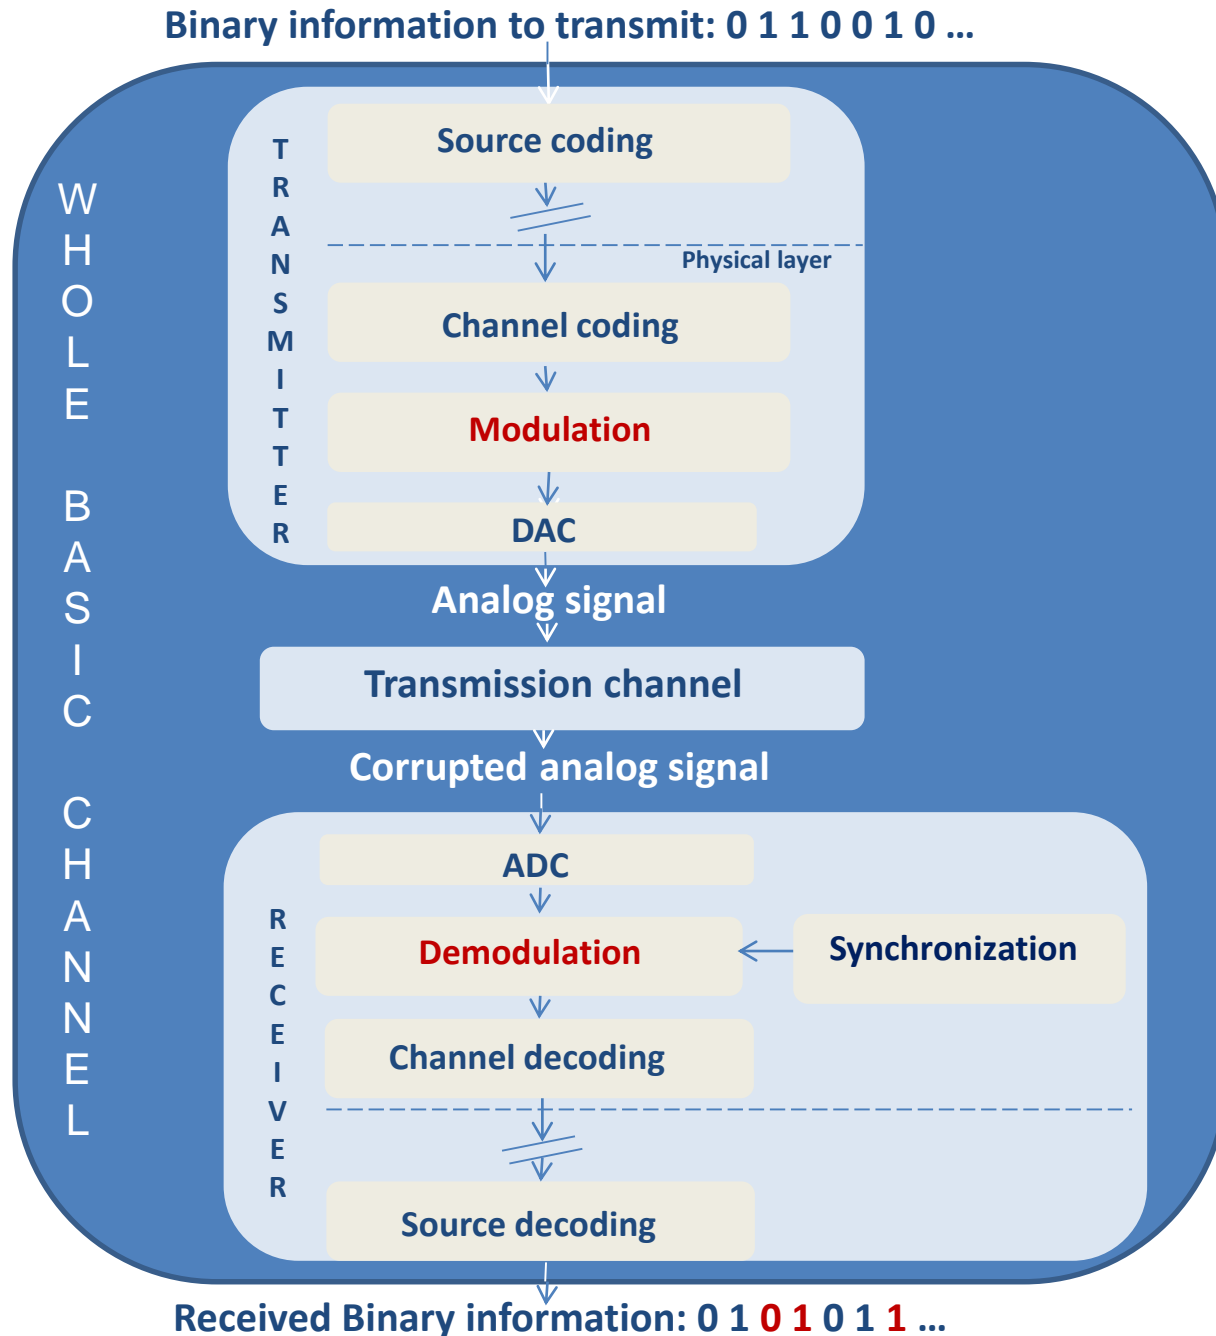 Binary information to transmit: 0 1 1 0 0 1 0 ...
WHOLE BASIC CHANNEL
TRANSMITTER
Source coding
Physical layer
Channel coding
Modulation
DAC
Analog signal
Transmission channel
Corrupted analog signal
RECEIVER
ADC
Demodulation
Synchronization
Channel decoding
Source decoding
Received Binary information: 0 1 0 1 0 1 1 ...